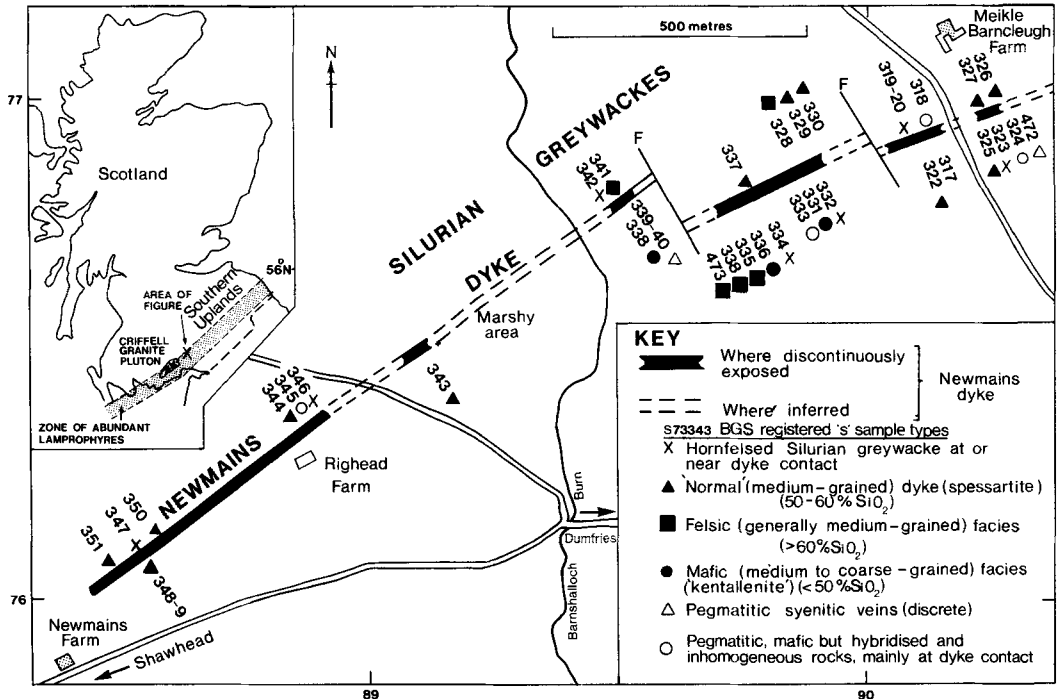 77
76
89
90
Scotland
56°N
AREA OF
FIGURE
Southern
Uplands
CRIFFELL
GRANITE
PLUTON
ZONE OF ABUNDANT
LAMPROPHYRES
N
500 metres
Meikle
Barncleugh
Farm
SILURIAN GREYWACKES
NEWMAINS DYKE
F
F
326
327
319-20
318
472
324
323
325
317
322
330
329
328
337
332
331
333
334
336
335
338
473
341
342
339-40
338
343
346
345
344
350
347
351
348-9
Marshy
area
Righead
Farm
Newmains
Farm
Shawhead
Dumfries
Barnshalloch Burn
KEY
Where discontinuously
exposed
Where inferred
Newmains
dyke
S73343 BGS registered 's' sample types
X Hornfelsed Silurian greywacke at or
near dyke contact
▲ 'Normal' (medium-grained) dyke (spessartite)
(50-60% SiO₂)
■ Felsic (generally medium-grained) facies
(>60% SiO₂)
● Mafic (medium to coarse-grained) facies
('kentallenite') (<50% SiO₂)
△ Pegmatitic syenitic veins (discrete)
○ Pegmatitic, mafic but hybridised and
inhomogeneous rocks, mainly at dyke contact